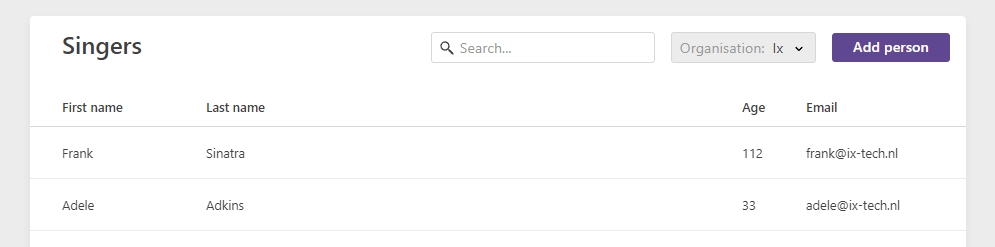 Singers Search... Organisation: Ix Add person
First name Last name Age Email
Frank Sinatra 112 frank@ix-tech.nl
Adele Adkins 33 adele@ix-tech.nl